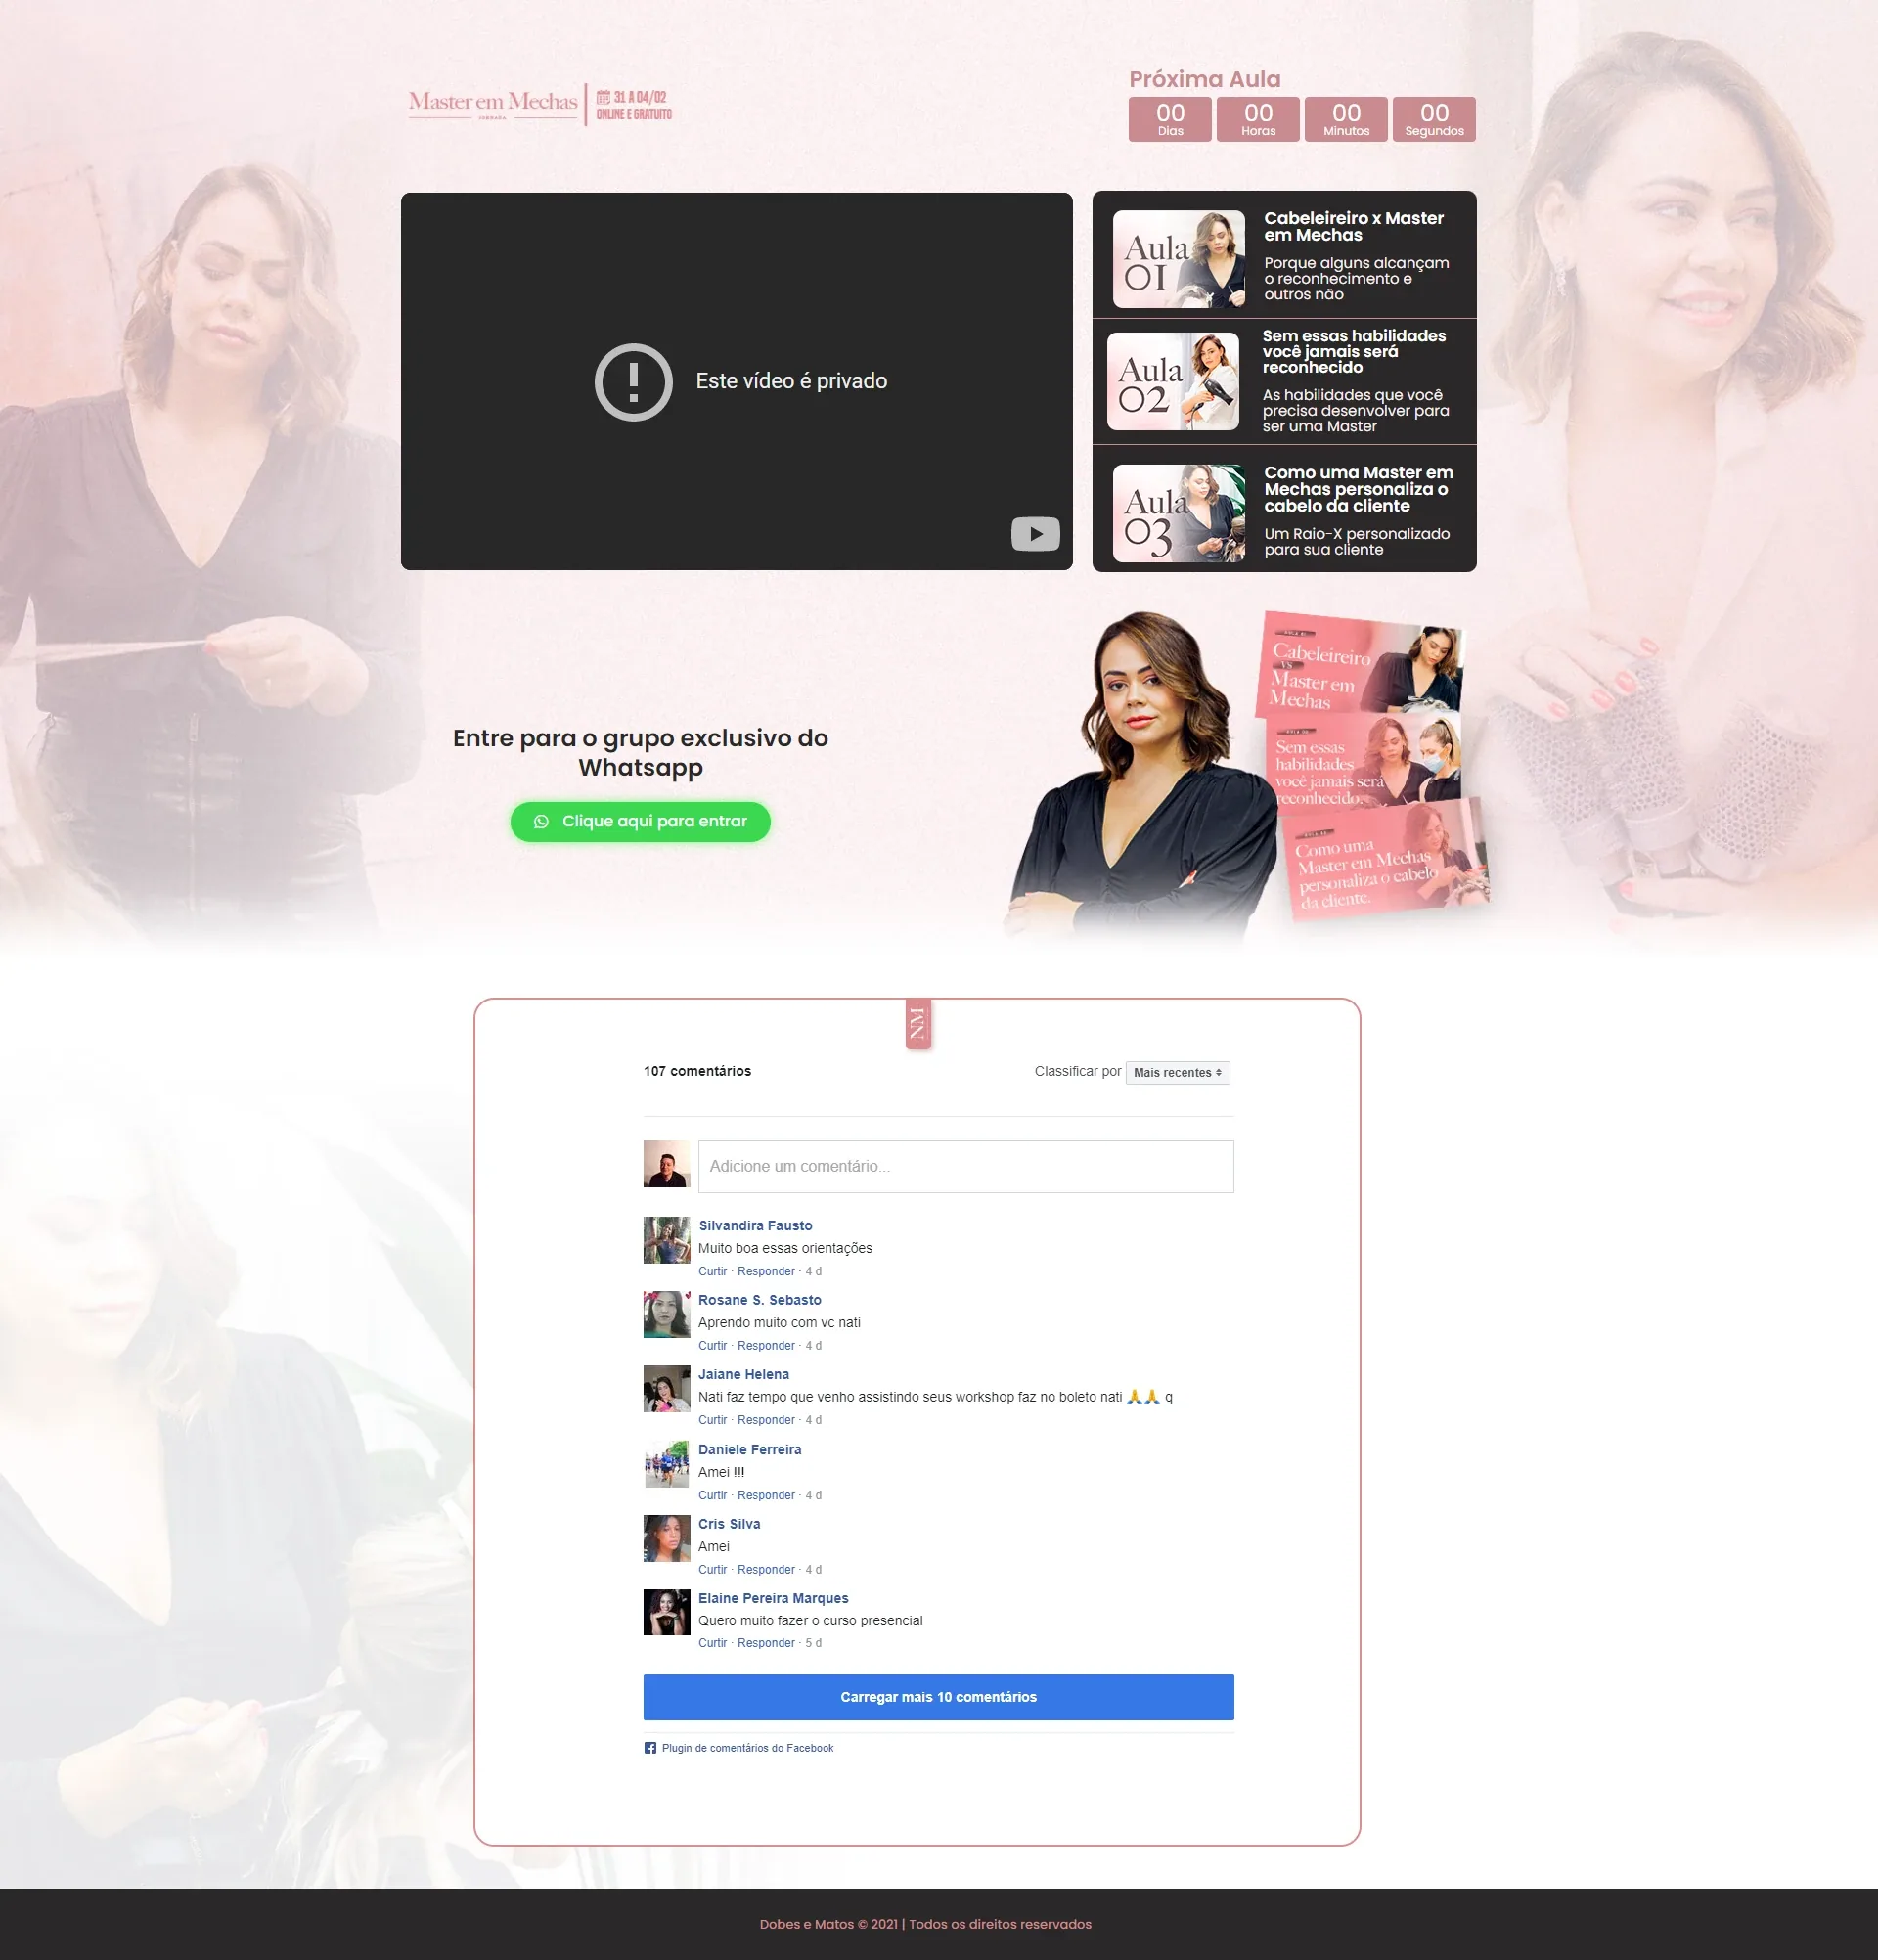 Master em Mechas
JORNADA
31 A 04/02
ONLINE E GRATUITO
Próxima Aula
00
Dias
00
Horas
00
Minutos
00
Segundos
Este vídeo é privado
Aula
01
Cabeleireiro x Master
em Mechas
Porque alguns alcançam
o reconhecimento e
outros não
Aula
02
Sem essas habilidades
você jamais será
reconhecido
As habilidades que você
precisa desenvolver para
ser uma Master
Aula
03
Como uma Master em
Mechas personaliza o
cabelo da cliente
Um Raio-X personalizado
para sua cliente
Entre para o grupo exclusivo do
Whatsapp
Clique aqui para entrar
Cabeleireiro
vs
Master em
Mechas
Sem essas
habilidades
você jamais será
reconhecido.
Como uma
Master em Mechas
personaliza o cabelo
da cliente.
107 comentários
Classificar por Mais recentes
Adicione um comentário...
Silvandira Fausto
Muito boa essas orientações
Curtir · Responder · 4 d
Rosane S. Sebasto
Aprendo muito com vc nati
Curtir · Responder · 4 d
Jaiane Helena
Nati faz tempo que venho assistindo seus workshop faz no boleto nati 🙏🙏 q
Curtir · Responder · 4 d
Daniele Ferreira
Amei !!!
Curtir · Responder · 4 d
Cris Silva
Amei
Curtir · Responder · 4 d
Elaine Pereira Marques
Quero muito fazer o curso presencial
Curtir · Responder · 5 d
Carregar mais 10 comentários
Plugin de comentários do Facebook
Dobes e Matos © 2021 | Todos os direitos reservados